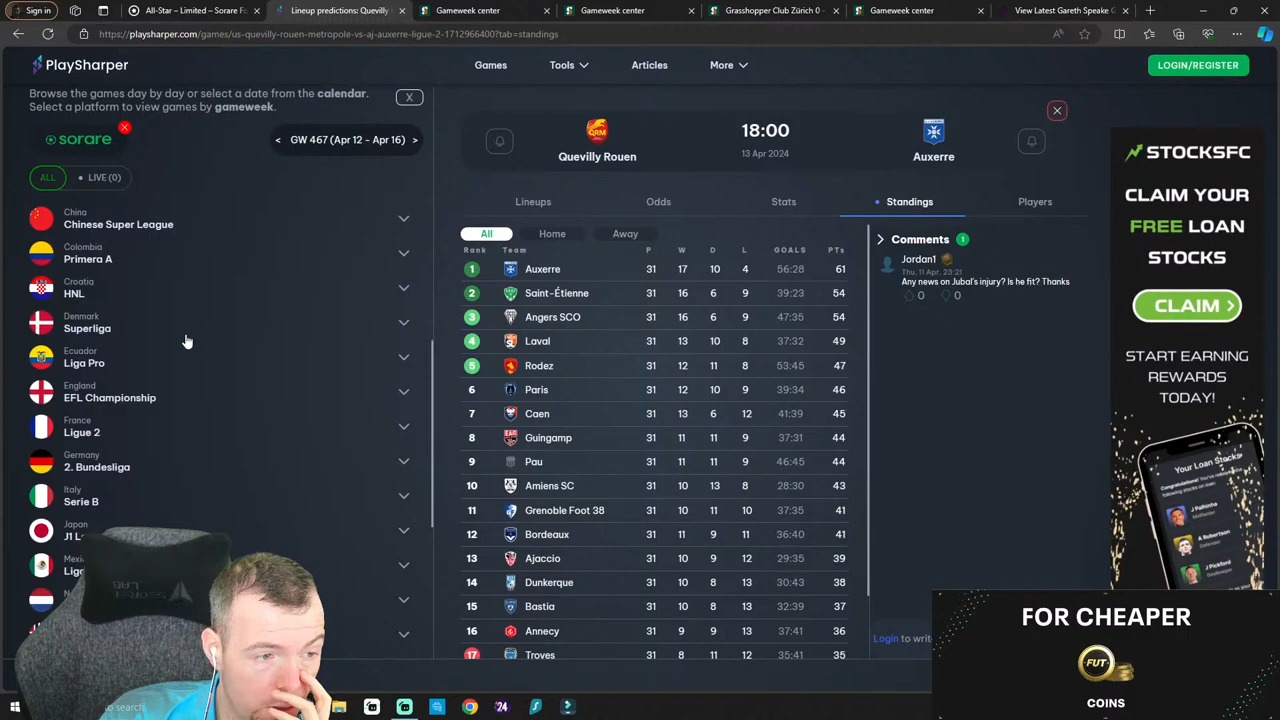 Sign in
All-Star – Limited – Sorare Fo
Lineup predictions: Quevilly
Gameweek center
Gameweek center
Grasshopper Club Zürich 0 -
Gameweek center
View Latest Gareth Speake G
https://playsharper.com/games/us-quevilly-rouen-metropole-vs-aj-auxerre-ligue-2-1712966400?tab=standings
PlaySharper
Games
Tools
Articles
More
LOGIN/REGISTER
Browse the games day by day or select a date from the calendar.
Select a platform to view games by gameweek.
X
sorare
< GW 467 (Apr 12 – Apr 16) >
ALL
LIVE (0)
China
Chinese Super League
Colombia
Primera A
Croatia
HNL
Denmark
Superliga
Ecuador
Liga Pro
England
EFL Championship
France
Ligue 2
Germany
2. Bundesliga
Italy
Serie B
Japan
J1 L
Mexi
Liga
N
QRM
Quevilly Rouen
18:00
13 Apr 2024
Auxerre
Lineups
Odds
Stats
Standings
Players
All
Home
Away
Rank Team P W D L GOALS PTs
1 Auxerre 31 17 10 4 56:28 61
2 Saint-Étienne 31 16 6 9 39:23 54
3 Angers SCO 31 16 6 9 47:35 54
4 Laval 31 13 10 8 37:32 49
5 Rodez 31 12 11 8 53:45 47
6 Paris 31 12 10 9 39:34 46
7 Caen 31 13 6 12 41:39 45
8 Guingamp 31 11 11 9 37:31 44
9 Pau 31 11 11 9 46:45 44
10 Amiens SC 31 10 13 8 28:30 43
11 Grenoble Foot 38 31 10 11 10 37:35 41
12 Bordeaux 31 11 9 11 36:40 41
13 Ajaccio 31 10 9 12 29:35 39
14 Dunkerque 31 10 8 13 30:43 38
15 Bastia 31 10 8 13 32:39 37
16 Annecy 31 9 9 13 37:41 36
17 Troyes 31 8 11 12 35:41 35
Comments 1
Jordan1
Thu, 11 Apr, 23:21
Any news on Jubal's injury? Is he fit? Thanks
0 0
Login to write
STOCKSFC
CLAIM YOUR
FREE LOAN
STOCKS
CLAIM
START EARNING
REWARDS
TODAY!
Your Loan Stocks
J Palhinha
Midfielder
A Robertson
Defender
J Pickford
Goalkeeper
FOR CHEAPER
FUT
COINS
to search
24